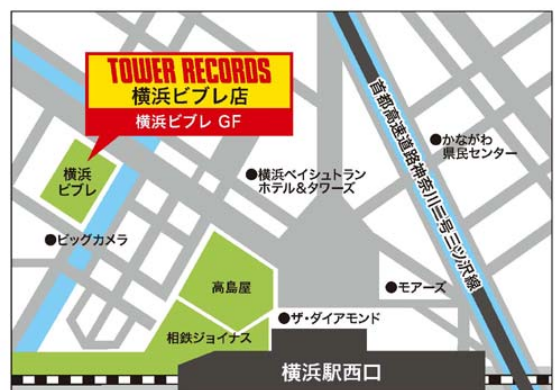 TOWER RECORDS
横浜ビブレ店
横浜ビブレ GF
横浜
ビブレ
●ビッグカメラ
●横浜ベイシュトラン
ホテル&タワーズ
首都高速道路神奈川三号三ツ沢線
●かながわ
県民センター
高島屋
●モアーズ
●ザ・ダイアモンド
相鉄ジョイナス
横浜駅西口